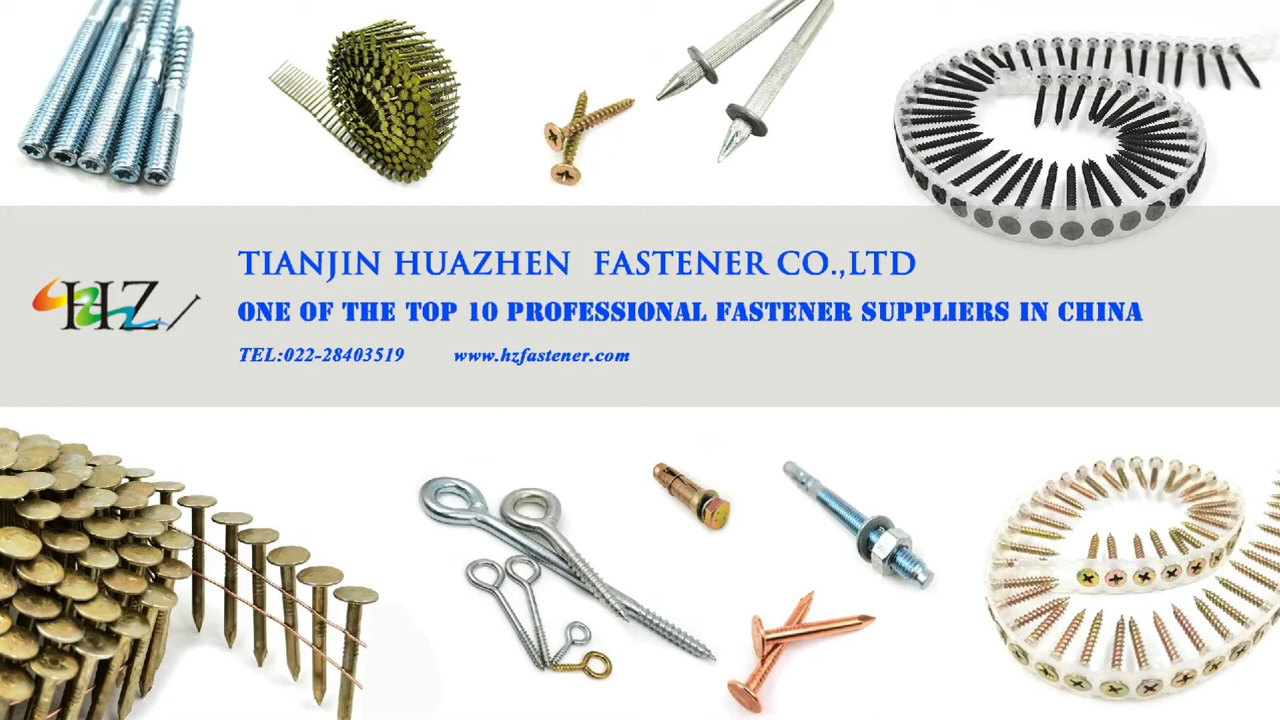 TIANJIN HUAZHEN FASTENER CO.,LTD
HZ
ONE OF THE TOP 10 PROFESSIONAL FASTENER SUPPLIERS IN CHINA
TEL:022-28403519 www.hzfastener.com